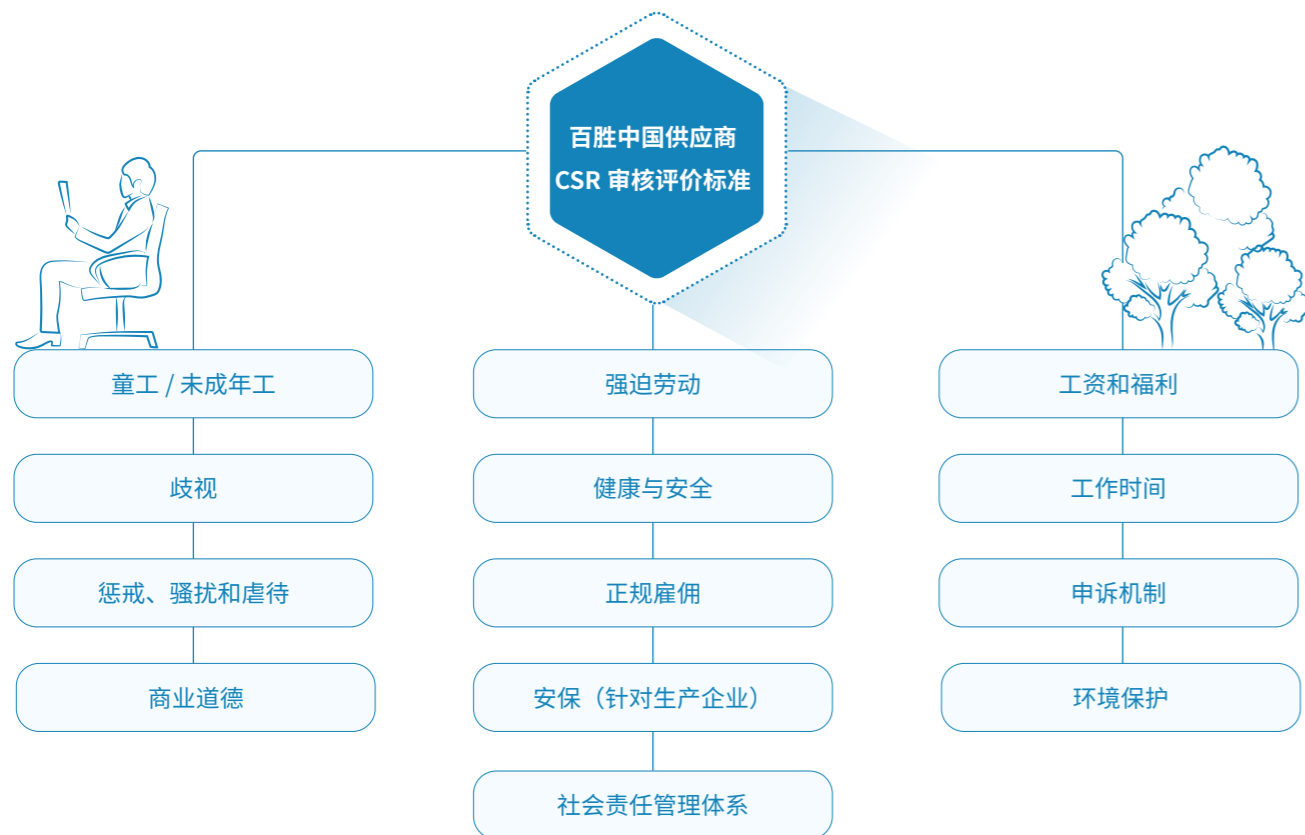 百胜中国供应商
CSR 审核评价标准
童工 / 未成年工
强迫劳动
工资和福利
歧视
健康与安全
工作时间
惩戒、骚扰和虐待
正规雇佣
申诉机制
商业道德
安保（针对生产企业）
环境保护
社会责任管理体系